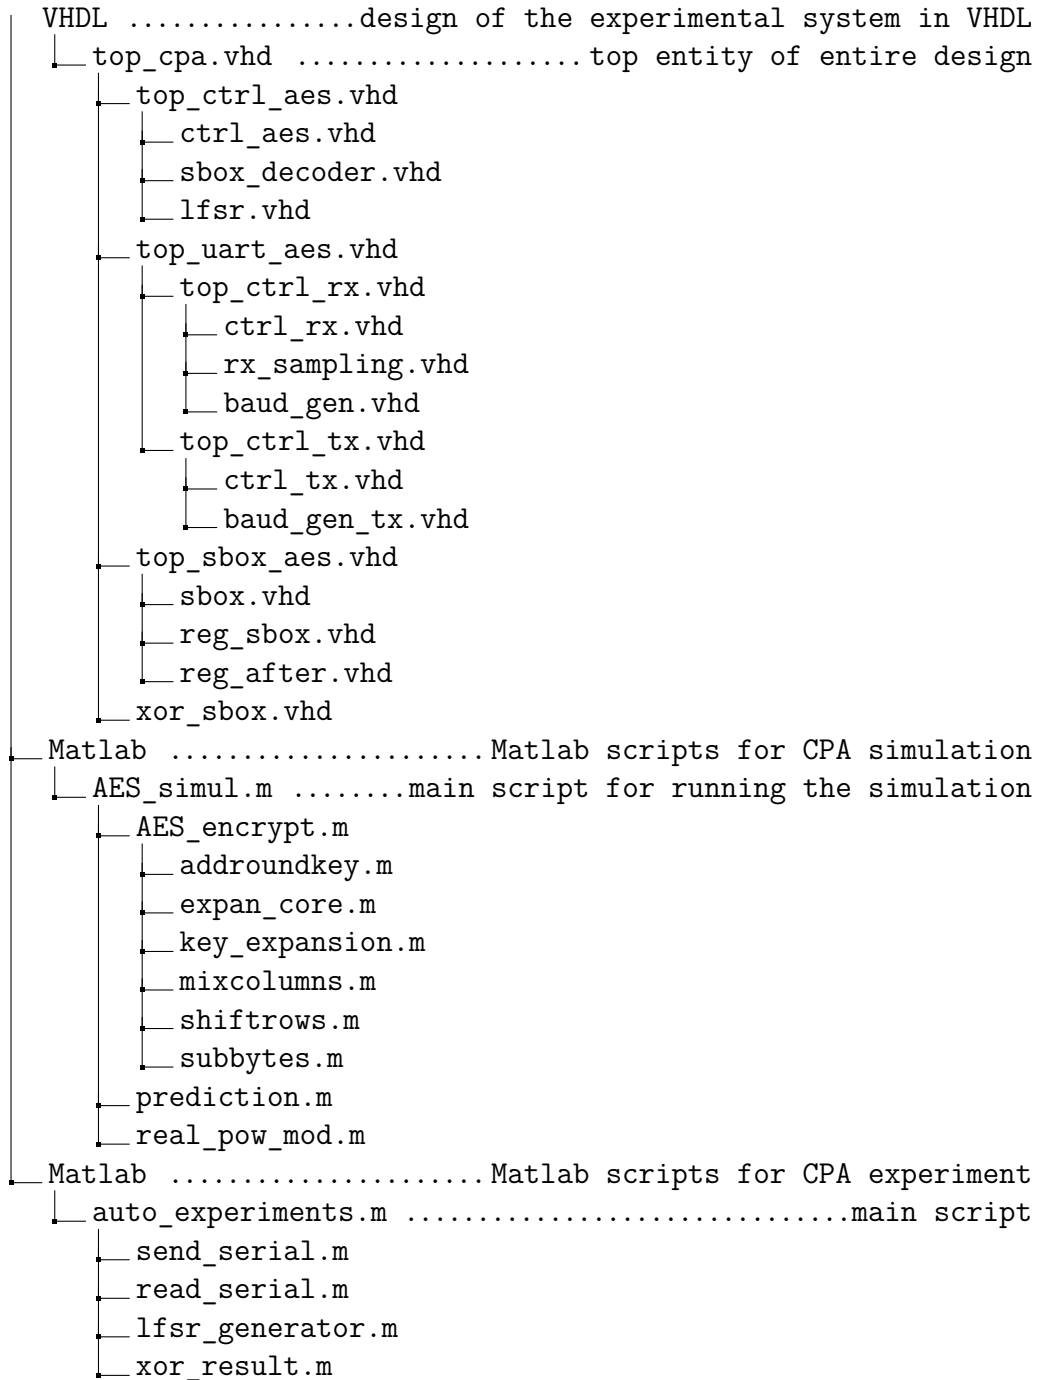 VHDL ................design of the experimental system in VHDL
top_cpa.vhd ....................top entity of entire design
top_ctrl_aes.vhd
ctrl_aes.vhd
sbox_decoder.vhd
lfsr.vhd
top_uart_aes.vhd
top_ctrl_rx.vhd
ctrl_rx.vhd
rx_sampling.vhd
baud_gen.vhd
top_ctrl_tx.vhd
ctrl_tx.vhd
baud_gen_tx.vhd
top_sbox_aes.vhd
sbox.vhd
reg_sbox.vhd
reg_after.vhd
xor_sbox.vhd
Matlab ......................Matlab scripts for CPA simulation
AES_simul.m ........main script for running the simulation
AES_encrypt.m
addroundkey.m
expan_core.m
key_expansion.m
mixcolumns.m
shiftrows.m
subbytes.m
prediction.m
real_pow_mod.m
Matlab ......................Matlab scripts for CPA experiment
auto_experiments.m ...............................main script
send_serial.m
read_serial.m
lfsr_generator.m
xor_result.m